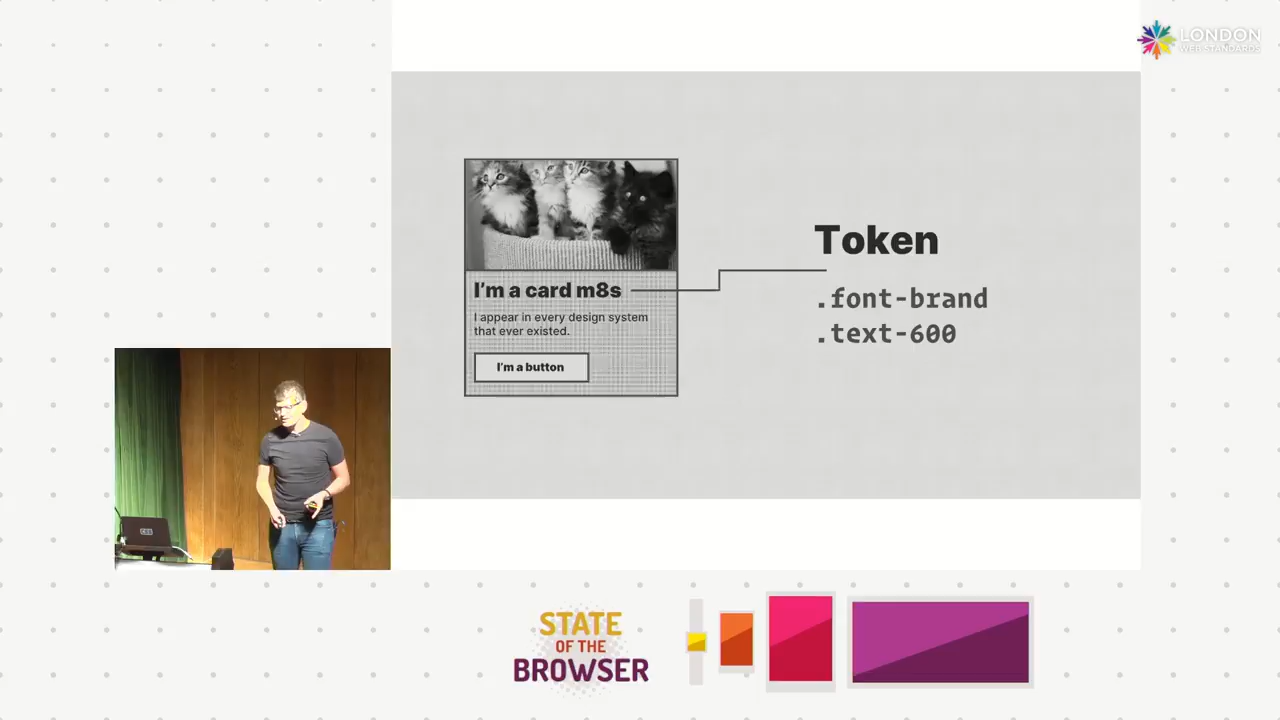 LONDON
WEB STANDARDS
I'm a card m8s
I appear in every design system
that ever existed.
I'm a button
Token
.font-brand
.text-600
STATE
OF THE
BROWSER